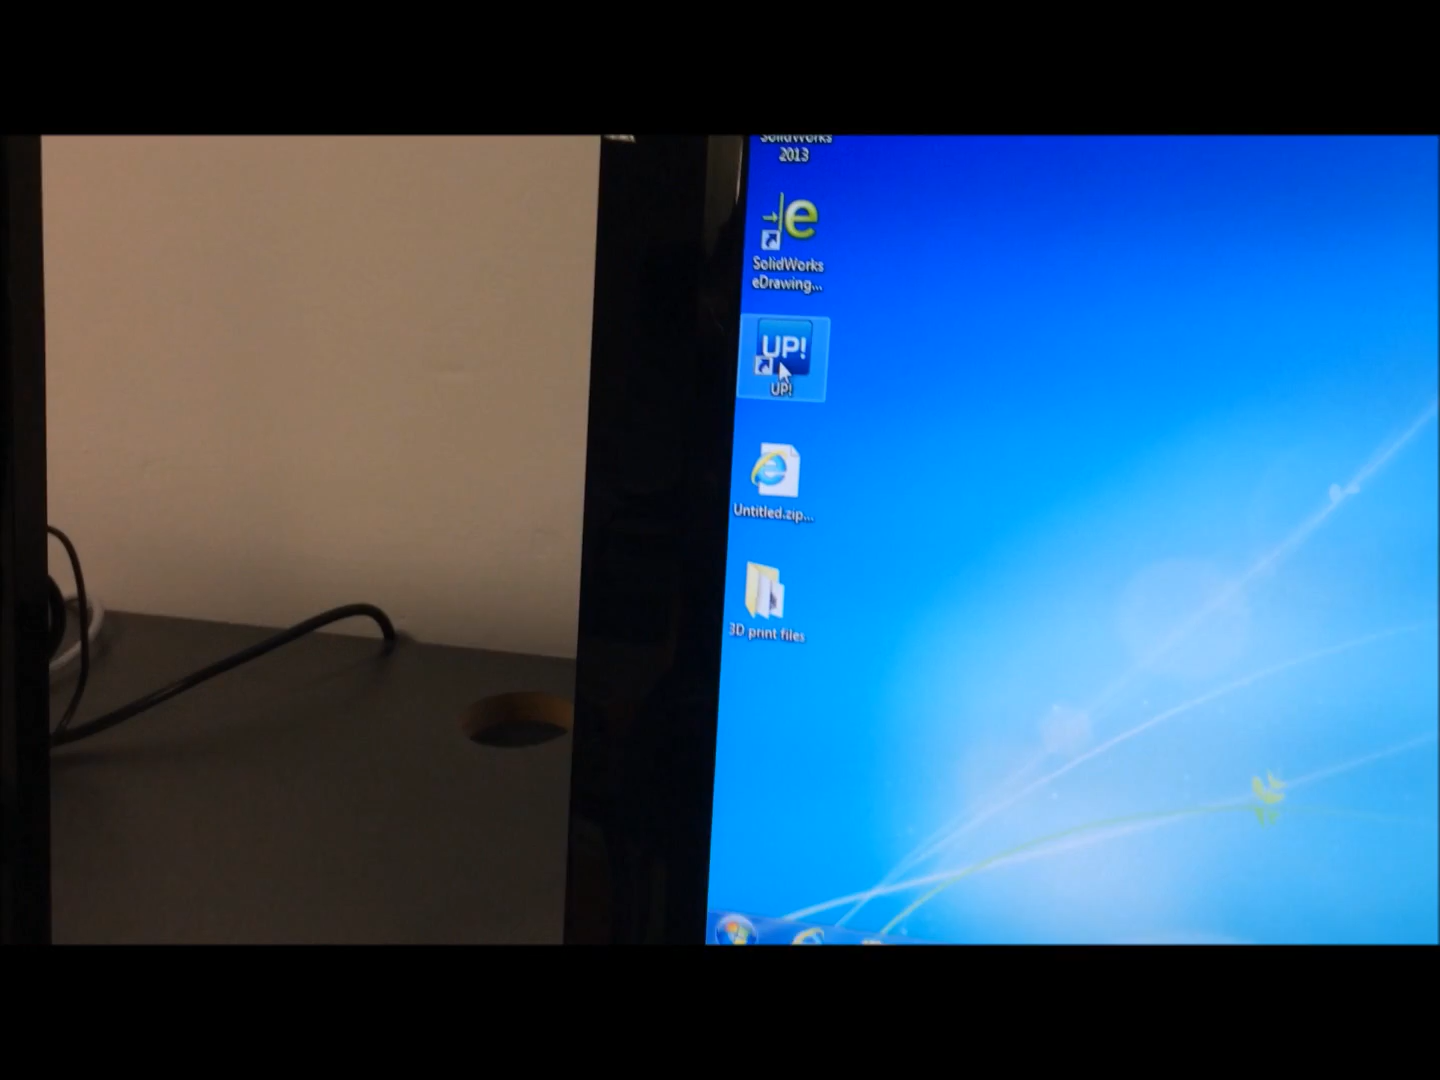 SolidWorks
2013
e
SolidWorks
eDrawing...
UP!
UP!
Untitled.zip...
3D print files